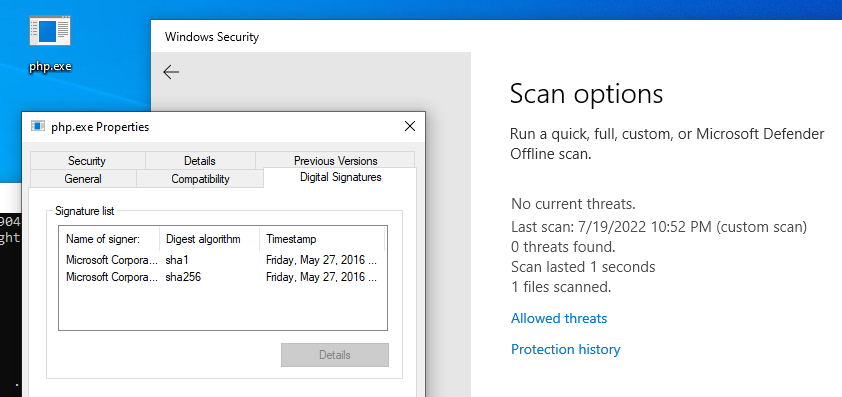 php.exe
Windows Security
Scan options
Run a quick, full, custom, or Microsoft Defender
Offline scan.
No current threats.
Last scan: 7/19/2022 10:52 PM (custom scan)
0 threats found.
Scan lasted 1 seconds
1 files scanned.
Allowed threats
Protection history
php.exe Properties
Security Details Previous Versions
General Compatibility Digital Signatures
Signature list
Name of signer: Digest algorithm Timestamp
Microsoft Corpora... sha1 Friday, May 27, 2016 ...
Microsoft Corpora... sha256 Friday, May 27, 2016 ...
Details
904
ght